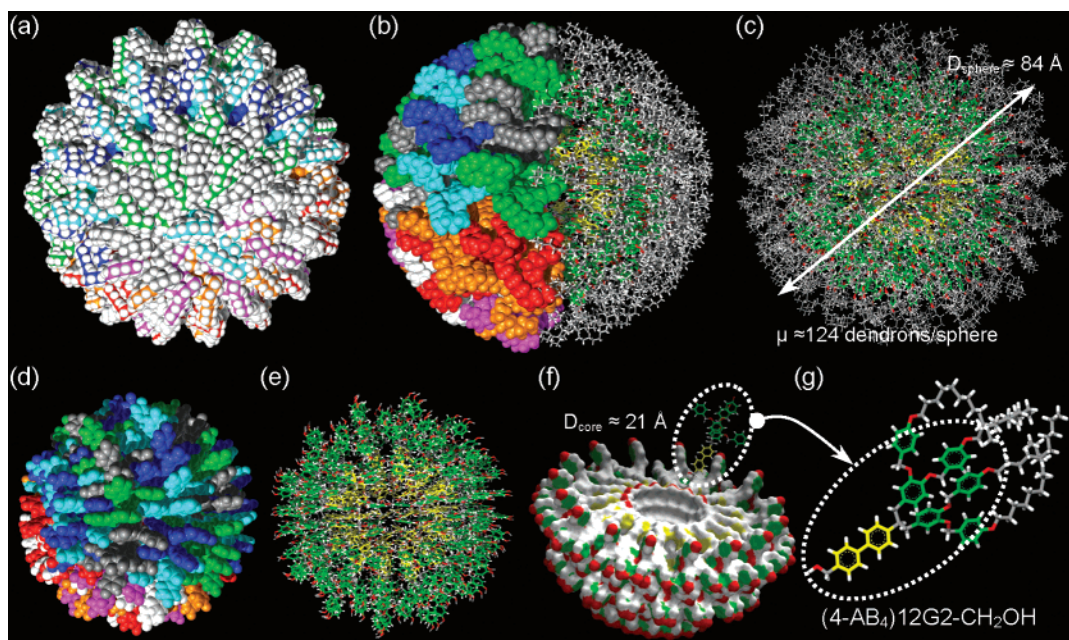 (a)
(b)
(c)
D_sphere ≈ 84 Å
μ ≈124 dendrons/sphere
(d)
(e)
(f)
D_core ≈ 21 Å
(g)
(4-AB₄)12G2-CH₂OH